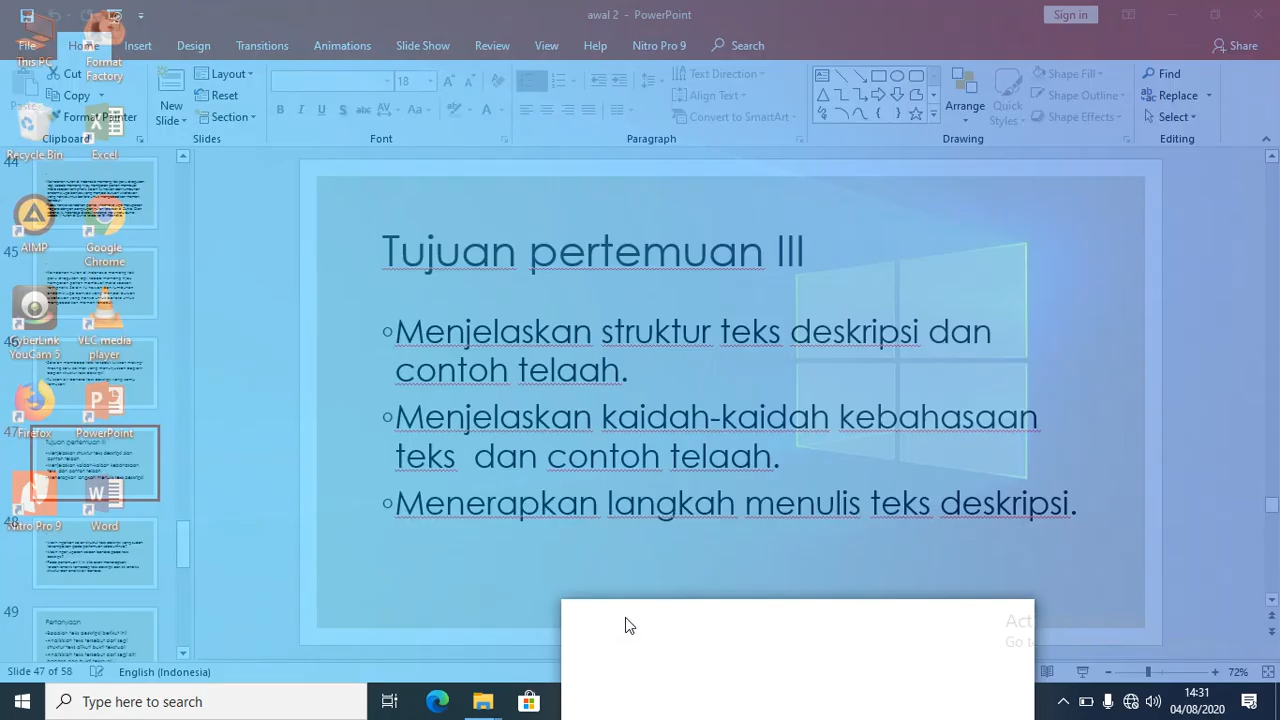 awal 2 - PowerPoint
Sign in
File
Home
Insert
Design
Transitions
Animations
Slide Show
Review
View
Help
Nitro Pro 9
Search
Share
This PC
Format
Factory
Paste
Cut
Copy
Format Painter
Clipboard
New
Slide
Layout
Reset
Section
Slides
18
Font
Text Direction
Align Text
Convert to SmartArt
Paragraph
Arrange
Quick
Styles
Shape Fill
Shape Outline
Shape Effects
Drawing
Find
Replace
Select
Editing
Recycle Bin
Excel
AIMP
Google
Chrome
CyberLink
YouCam 5
VLC media
player
Firefox
PowerPoint
Nitro Pro 9
Word
44
45
46
47
48
49
Tujuan pertemuan III
Menjelaskan struktur teks deskripsi dan
contoh telaah.
Menjelaskan kaidah-kaidah kebahasaan
teks dan contoh telaah.
Menerapkan langkah menulis teks deskripsi.
Pertanyaan
Act
Go t
Slide 47 of 58
English (Indonesia)
72%
Type here to search
14:31
04/08/2020